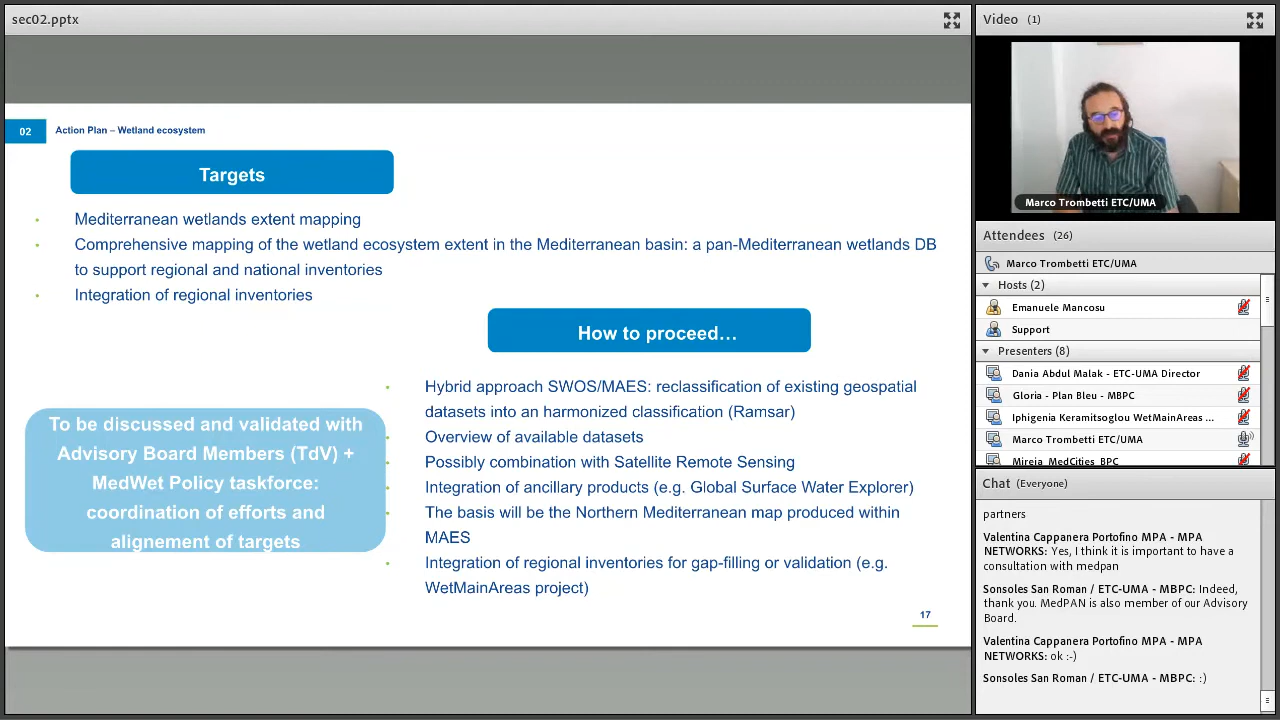 sec02.pptx
02
Action Plan – Wetland ecosystem
Targets
Mediterranean wetlands extent mapping
Comprehensive mapping of the wetland ecosystem extent in the Mediterranean basin: a pan-Mediterranean wetlands DB
to support regional and national inventories
Integration of regional inventories
How to proceed…
Hybrid approach SWOS/MAES: reclassification of existing geospatial
datasets into an harmonized classification (Ramsar)
Overview of available datasets
Possibly combination with Satellite Remote Sensing
Integration of ancillary products (e.g. Global Surface Water Explorer)
The basis will be the Northern Mediterranean map produced within
MAES
Integration of regional inventories for gap-filling or validation (e.g.
WetMainAreas project)
To be discussed and validated with
Advisory Board Members (TdV) +
MedWet Policy taskforce:
coordination of efforts and
alignement of targets
17
Video (1)
Marco Trombetti ETC/UMA
Attendees (26)
Marco Trombetti ETC/UMA
Hosts (2)
Emanuele Mancosu
Support
Presenters (8)
Dania Abdul Malak - ETC-UMA Director
Gloria - Plan Bleu - MBPC
Iphigenia Keramitsoglou WetMainAreas ...
Marco Trombetti ETC/UMA
Mireia_MedCities_BPC
Chat (Everyone)
partners
Valentina Cappanera Portofino MPA - MPA
NETWORKS: Yes, I think it is important to have a
consultation with medpan
Sonsoles San Roman / ETC-UMA - MBPC: Indeed,
thank you. MedPAN is also member of our Advisory
Board.
Valentina Cappanera Portofino MPA - MPA
NETWORKS: ok :-)
Sonsoles San Roman / ETC-UMA - MBPC: :)